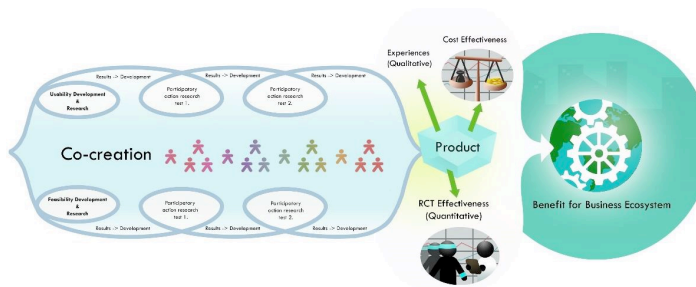 Results -> Development
Results -> Development
Results -> Development
Usability Development
&
Research
Participatory
action research
test 1.
Participatory
action research
test 2.
Co-creation
Feasibility Development
&
Research
Participatory
action research
test 1.
Participatory
action research
test 2.
Results -> Development
Results -> Development
Results -> Development
Experiences
(Qualitative)
Cost Effectiveness
Product
RCT Effectiveness
(Quantitative)
Benefit for Business Ecosystem